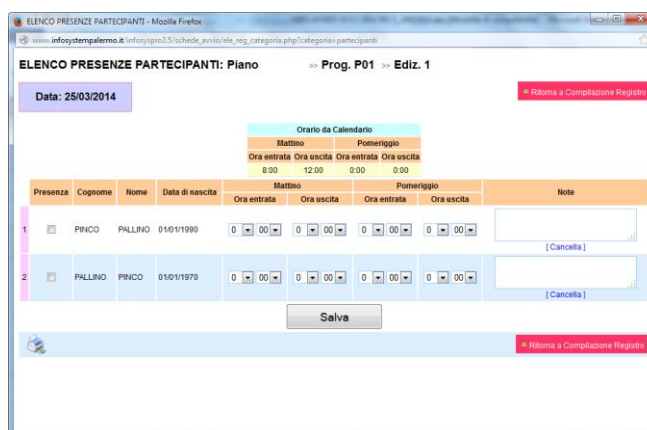 ELENCO PRESENZE PARTECIPANTI - Mozilla Firefox
www.infosystempalermo.it/infosyspro3.5/schede_avvio/ele_reg_categoria.php?categoria=partecipanti
ELENCO PRESENZE PARTECIPANTI: Piano >> Prog. P01 >> Ediz. 1
Data: 25/03/2014
Ritorna a Compilazione Registro
Orario da Calendario
Mattino Pomeriggio
Ora entrata Ora uscita Ora entrata Ora uscita
8:00 12:00 0:00 0:00
Presenza Cognome Nome Data di nascita Mattino Pomeriggio Note
Ora entrata Ora uscita Ora entrata Ora uscita
1 PINCO PALLINO 01/01/1990 0 00 0 00 0 00 0 00
[ Cancella ]
2 PALLINO PINCO 01/01/1970 0 00 0 00 0 00 0 00
[ Cancella ]
Salva
Ritorna a Compilazione Registro